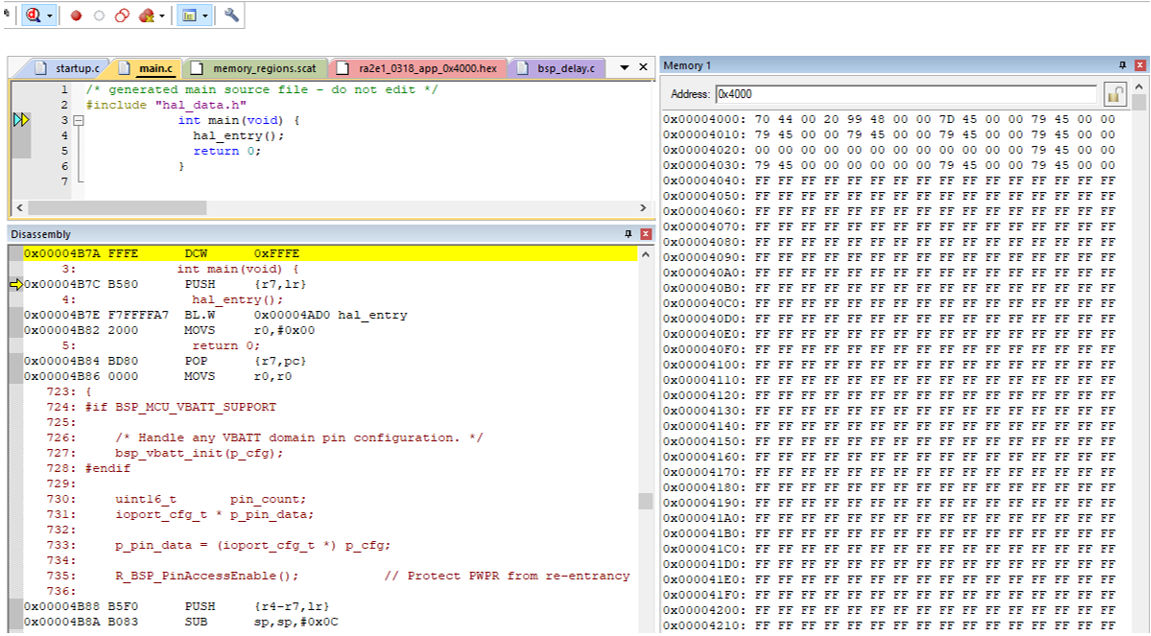 startup.c
main.c
memory_regions.scat
ra2e1_0318_app_0x4000.hex
bsp_delay.c
1 /* generated main source file - do not edit */
2 #include "hal_data.h"
3 int main(void) {
4 hal_entry();
5 return 0;
6 }
7
Disassembly
0x00004B7A FFFE DCW 0xFFFE
3: int main(void) {
0x00004B7C B580 PUSH {r7,lr}
4: hal_entry();
0x00004B7E F7FFFFA7 BL.W 0x00004AD0 hal_entry
0x00004B82 2000 MOVS r0,#0x00
5: return 0;
0x00004B84 BD80 POP {r7,pc}
0x00004B86 0000 MOVS r0,r0
723: {
724: #if BSP_MCU_VBATT_SUPPORT
725:
726: /* Handle any VBATT domain pin configuration. */
727: bsp_vbatt_init(p_cfg);
728: #endif
729:
730: uint16_t pin_count;
731: ioport_cfg_t * p_pin_data;
732:
733: p_pin_data = (ioport_cfg_t *) p_cfg;
734:
735: R_BSP_PinAccessEnable(); // Protect PWPR from re-entrancy
736:
0x00004B88 B5F0 PUSH {r4-r7,lr}
0x00004B8A B083 SUB sp,sp,#0x0C
Memory 1
Address: 0x4000
0x00004000: 70 44 00 20 99 48 00 00 7D 45 00 00 79 45 00 00
0x00004010: 79 45 00 00 79 45 00 00 79 45 00 00 79 45 00 00
0x00004020: 00 00 00 00 00 00 00 00 00 00 00 00 79 45 00 00
0x00004030: 79 45 00 00 00 00 00 00 79 45 00 00 79 45 00 00
0x00004040: FF FF FF FF FF FF FF FF FF FF FF FF FF FF FF FF
0x00004050: FF FF FF FF FF FF FF FF FF FF FF FF FF FF FF FF
0x00004060: FF FF FF FF FF FF FF FF FF FF FF FF FF FF FF FF
0x00004070: FF FF FF FF FF FF FF FF FF FF FF FF FF FF FF FF
0x00004080: FF FF FF FF FF FF FF FF FF FF FF FF FF FF FF FF
0x00004090: FF FF FF FF FF FF FF FF FF FF FF FF FF FF FF FF
0x000040A0: FF FF FF FF FF FF FF FF FF FF FF FF FF FF FF FF
0x000040B0: FF FF FF FF FF FF FF FF FF FF FF FF FF FF FF FF
0x000040C0: FF FF FF FF FF FF FF FF FF FF FF FF FF FF FF FF
0x000040D0: FF FF FF FF FF FF FF FF FF FF FF FF FF FF FF FF
0x000040E0: FF FF FF FF FF FF FF FF FF FF FF FF FF FF FF FF
0x000040F0: FF FF FF FF FF FF FF FF FF FF FF FF FF FF FF FF
0x00004100: FF FF FF FF FF FF FF FF FF FF FF FF FF FF FF FF
0x00004110: FF FF FF FF FF FF FF FF FF FF FF FF FF FF FF FF
0x00004120: FF FF FF FF FF FF FF FF FF FF FF FF FF FF FF FF
0x00004130: FF FF FF FF FF FF FF FF FF FF FF FF FF FF FF FF
0x00004140: FF FF FF FF FF FF FF FF FF FF FF FF FF FF FF FF
0x00004150: FF FF FF FF FF FF FF FF FF FF FF FF FF FF FF FF
0x00004160: FF FF FF FF FF FF FF FF FF FF FF FF FF FF FF FF
0x00004170: FF FF FF FF FF FF FF FF FF FF FF FF FF FF FF FF
0x00004180: FF FF FF FF FF FF FF FF FF FF FF FF FF FF FF FF
0x00004190: FF FF FF FF FF FF FF FF FF FF FF FF FF FF FF FF
0x000041A0: FF FF FF FF FF FF FF FF FF FF FF FF FF FF FF FF
0x000041B0: FF FF FF FF FF FF FF FF FF FF FF FF FF FF FF FF
0x000041C0: FF FF FF FF FF FF FF FF FF FF FF FF FF FF FF FF
0x000041D0: FF FF FF FF FF FF FF FF FF FF FF FF FF FF FF FF
0x000041E0: FF FF FF FF FF FF FF FF FF FF FF FF FF FF FF FF
0x000041F0: FF FF FF FF FF FF FF FF FF FF FF FF FF FF FF FF
0x00004200: FF FF FF FF FF FF FF FF FF FF FF FF FF FF FF FF
0x00004210: FF FF FF FF FF FF FF FF FF FF FF FF FF FF FF FF